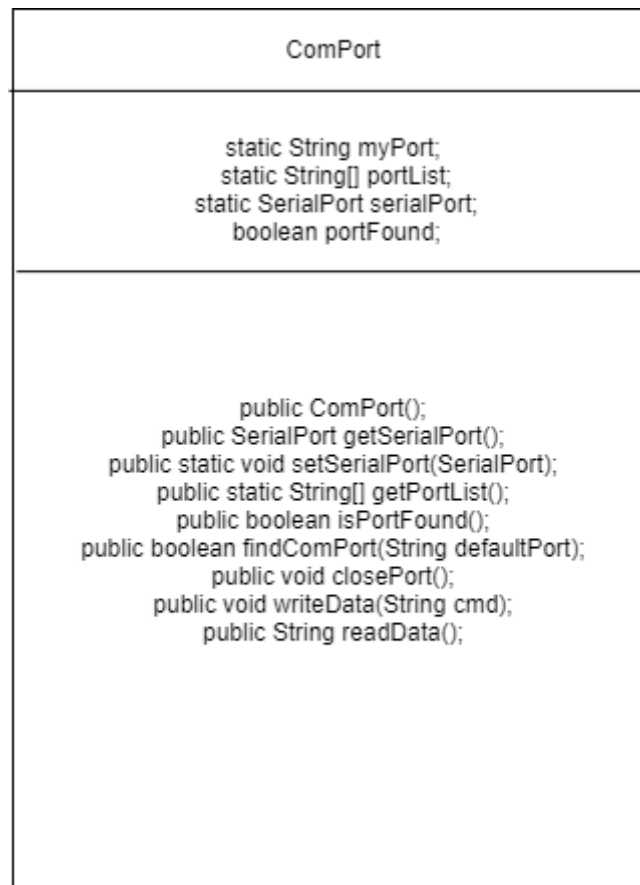 ComPort
static String myPort;
static String[] portList;
static SerialPort serialPort;
boolean portFound;
public ComPort();
public SerialPort getSerialPort();
public static void setSerialPort(SerialPort);
public static String[] getPortList();
public boolean isPortFound();
public boolean findComPort(String defaultPort);
public void closePort();
public void writeData(String cmd);
public String readData();